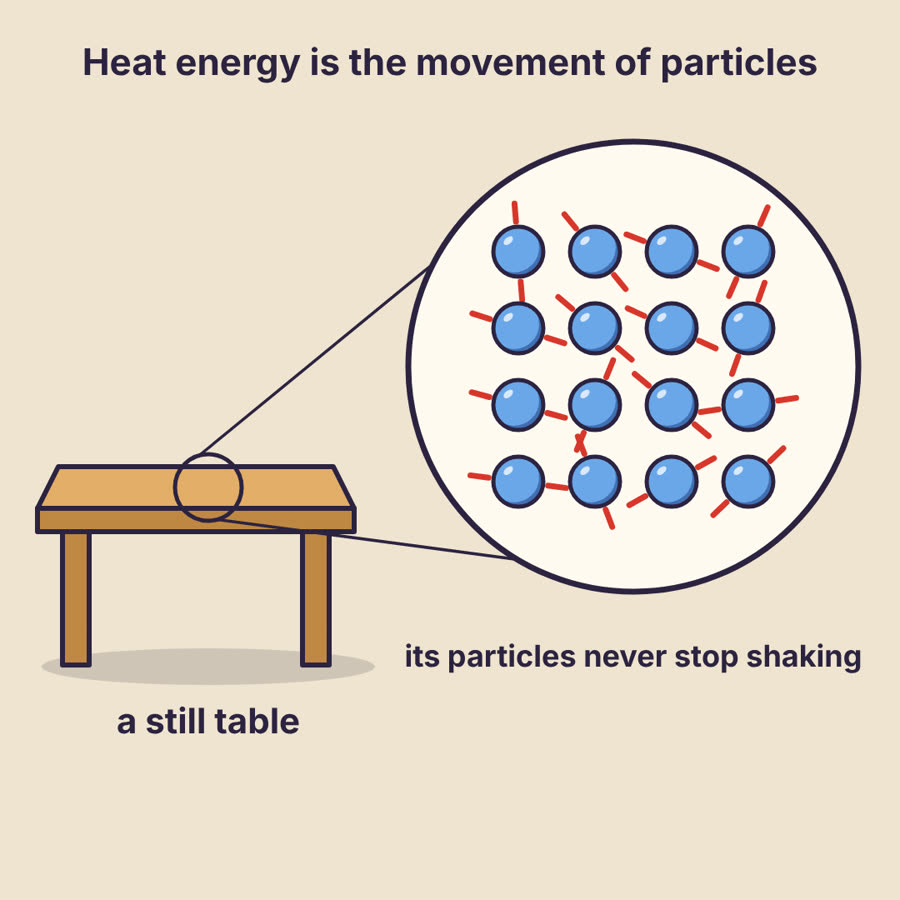 Heat energy is the movement of particles
its particles never stop shaking
a still table